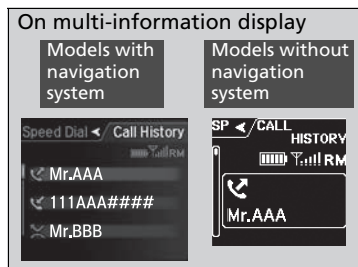 On multi-information display
Models with
navigation
system
Models without
navigation
system
Speed Dial Call History
RM
Mr.AAA
111AAA####
Mr.BBB
SP /CALL
HISTORY
RM
Mr.AAA